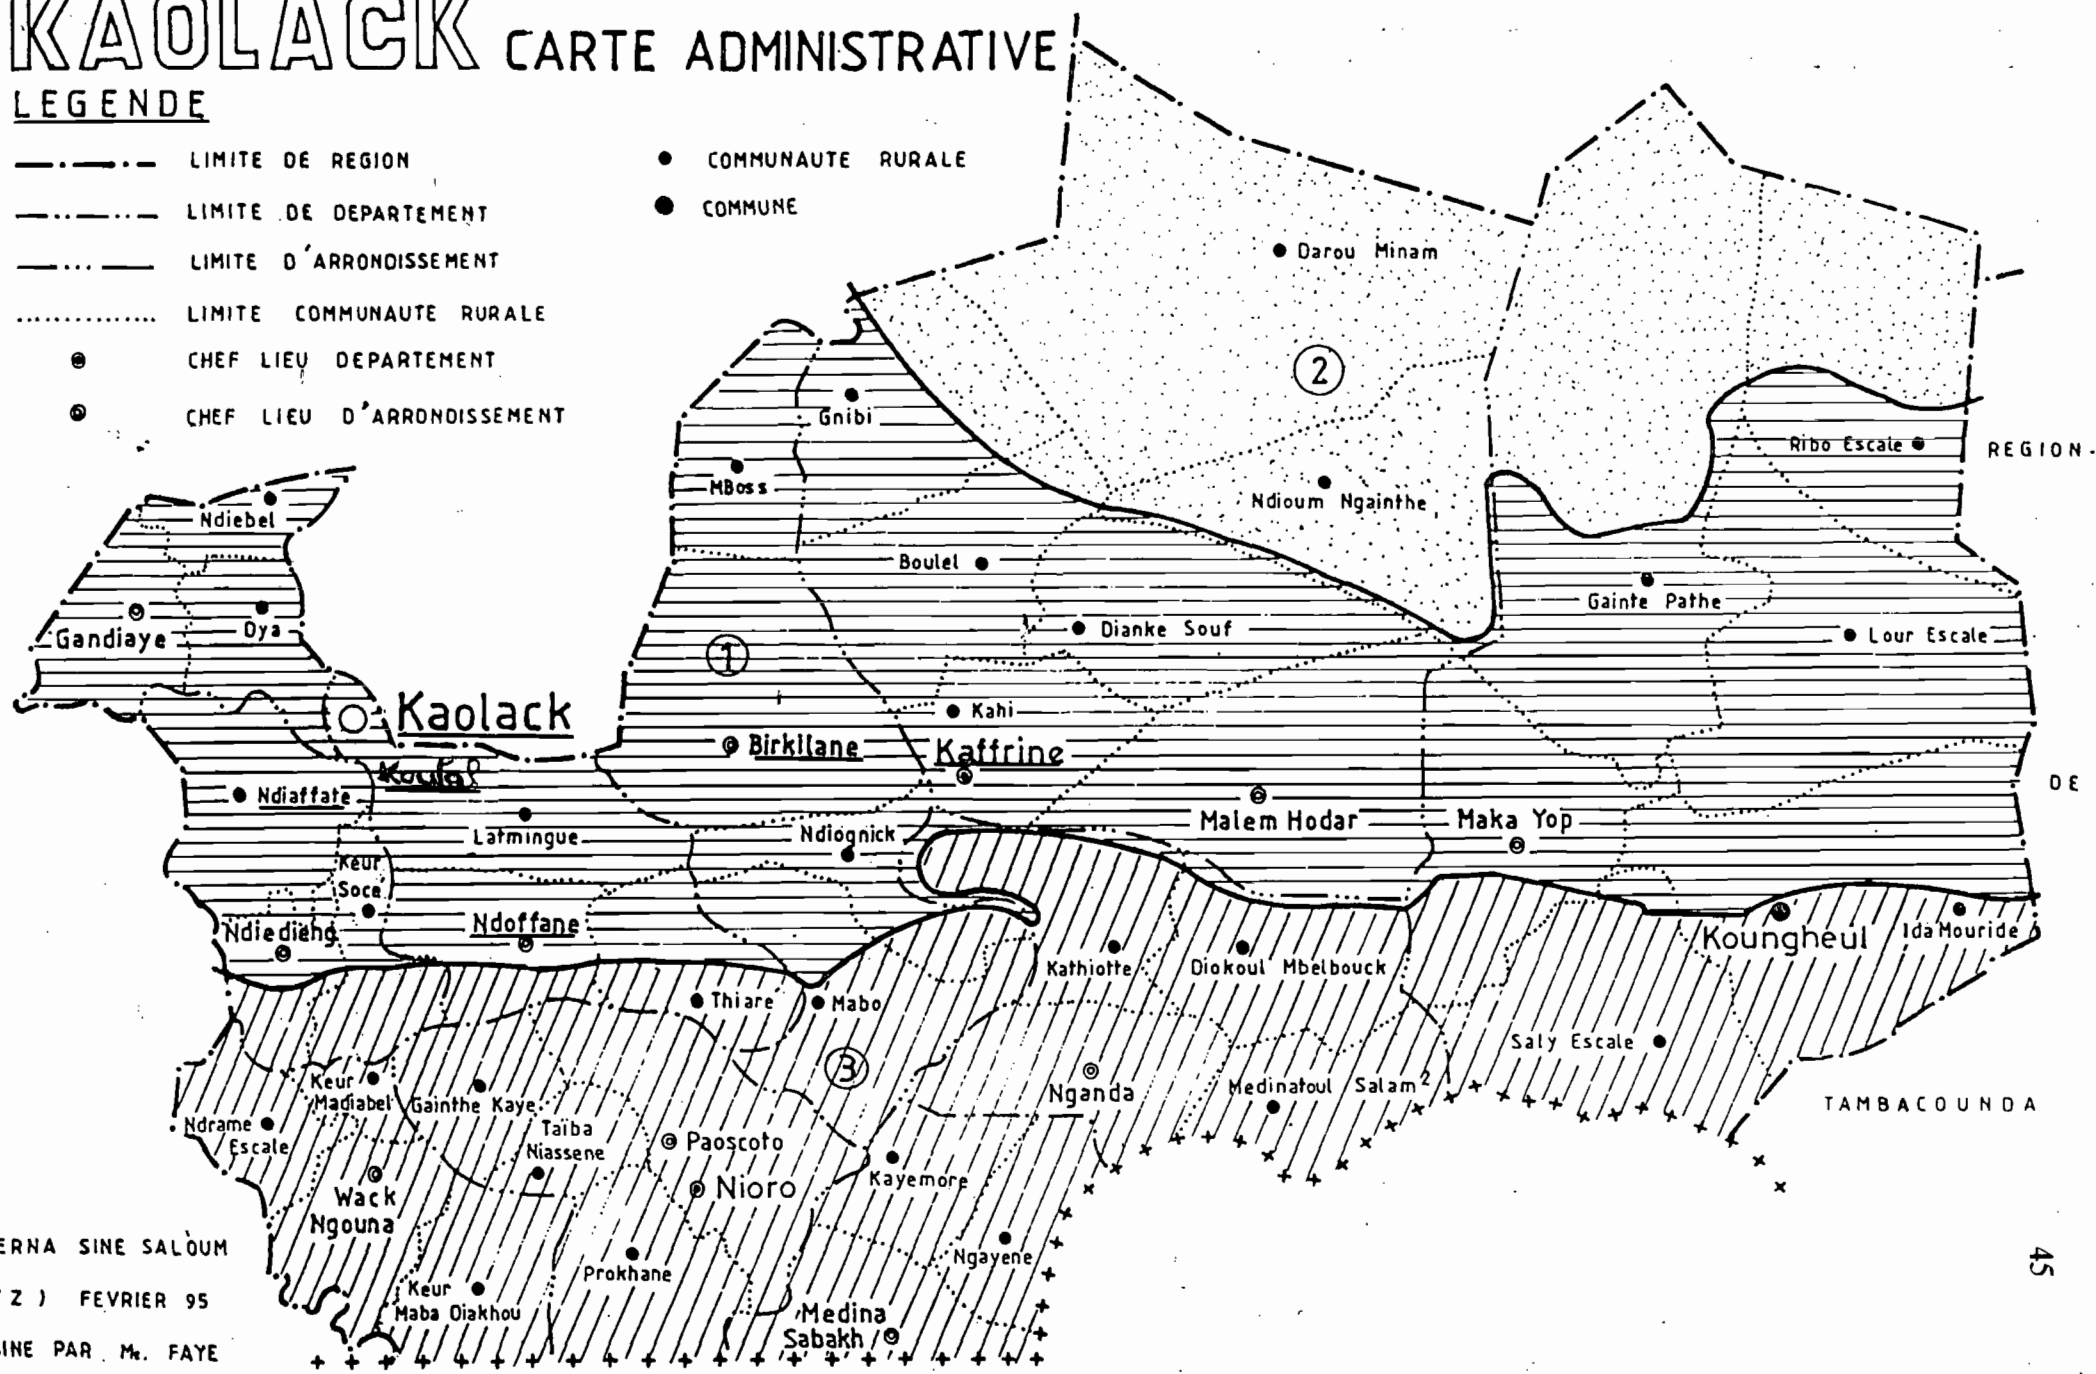 KAOLACK CARTE ADMINISTRATIVE
LEGENDE
LIMITE DE REGION
LIMITE DE DEPARTEMENT
LIMITE D'ARRONDISSEMENT
LIMITE COMMUNAUTE RURALE
CHEF LIEU DEPARTEMENT
CHEF LIEU D'ARRONDISSEMENT
COMMUNAUTE RURALE
COMMUNE
Darou Minam
2
Gnibi
MBoss
Ribo Escale
REGION
Ndioum Ngainthe
Ndiebel
Boulel
Gainte Pathe
Gandiaye
Dya
Dianke Souf
Lour Escale
1
Kaolack
Kahi
Birkilane
Kaffrine
Koutal
DE
Ndiaffate
Latmingue
Ndiognick
Malem Hodar
Maka Yop
Keur
Soce
Ndiedieng
Ndoffane
Koungheul
Ida Mouride
Kathiotte
Diokoul Mbelbouck
Thiare
Mabo
3
Saly Escale
Keur
Madiabel
Gainthe Kaye
Nganda
Medinatoul Salam 2
TAMBACOUNDA
Ndrame
Escale
Taïba
Niassene
Paoscoto
Kayemore
Wack
Ngouna
Nioro
Ngayene
Prokhane
Keur
Maba Diakhou
Medina
Sabakh
ERNA SINE SALOUM
Z ) FEVRIER 95
INE PAR Mc. FAYE
45